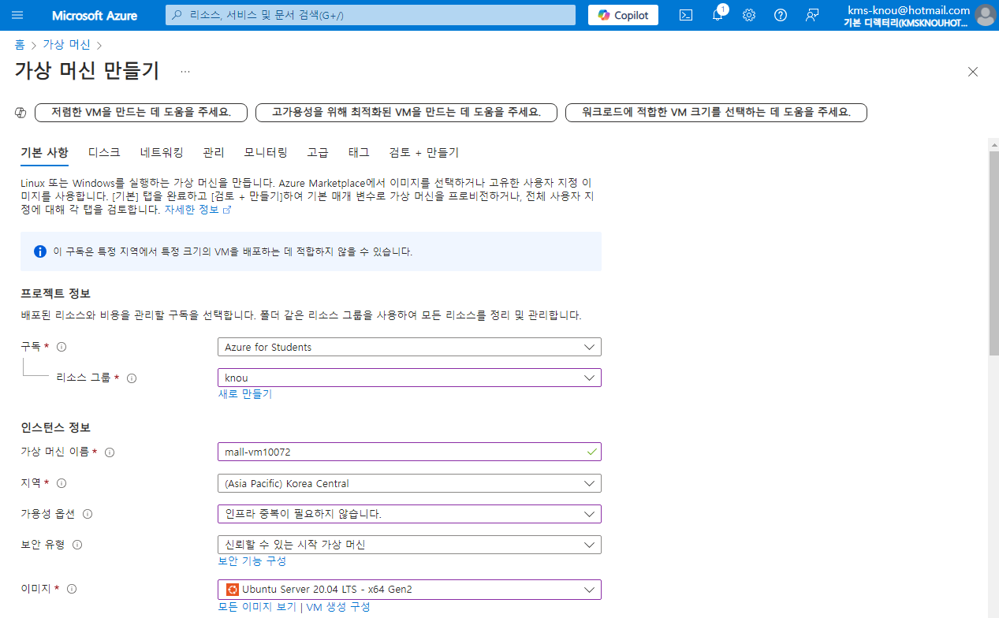 Microsoft Azure
리소스, 서비스 및 문서 검색(G+/)
Copilot
1
kms-knou@hotmail.com
기본 디렉터리(KMSKNOUHOT...
홈 > 가상 머신 >
가상 머신 만들기 ...
저렴한 VM을 만드는 데 도움을 주세요.
고가용성을 위해 최적화된 VM을 만드는 데 도움을 주세요.
워크로드에 적합한 VM 크기를 선택하는 데 도움을 주세요.
기본 사항 디스크 네트워킹 관리 모니터링 고급 태그 검토 + 만들기
Linux 또는 Windows를 실행하는 가상 머신을 만듭니다. Azure Marketplace에서 이미지를 선택하거나 고유한 사용자 지정 이
미지를 사용합니다. [기본] 탭을 완료하고 [검토 + 만들기]하여 기본 매개 변수로 가상 머신을 프로비전하거나, 전체 사용자 지
정에 대해 각 탭을 검토합니다. 자세한 정보
이 구독은 특정 지역에서 특정 크기의 VM을 배포하는 데 적합하지 않을 수 있습니다.
프로젝트 정보
배포된 리소스와 비용을 관리할 구독을 선택합니다. 폴더 같은 리소스 그룹을 사용하여 모든 리소스를 정리 및 관리합니다.
구독 * Azure for Students
리소스 그룹 * knou
새로 만들기
인스턴스 정보
가상 머신 이름 * mall-vm10072
지역 * (Asia Pacific) Korea Central
가용성 옵션 인프라 중복이 필요하지 않습니다.
보안 유형 신뢰할 수 있는 시작 가상 머신
보안 기능 구성
이미지 * Ubuntu Server 20.04 LTS - x64 Gen2
모든 이미지 보기 | VM 생성 구성